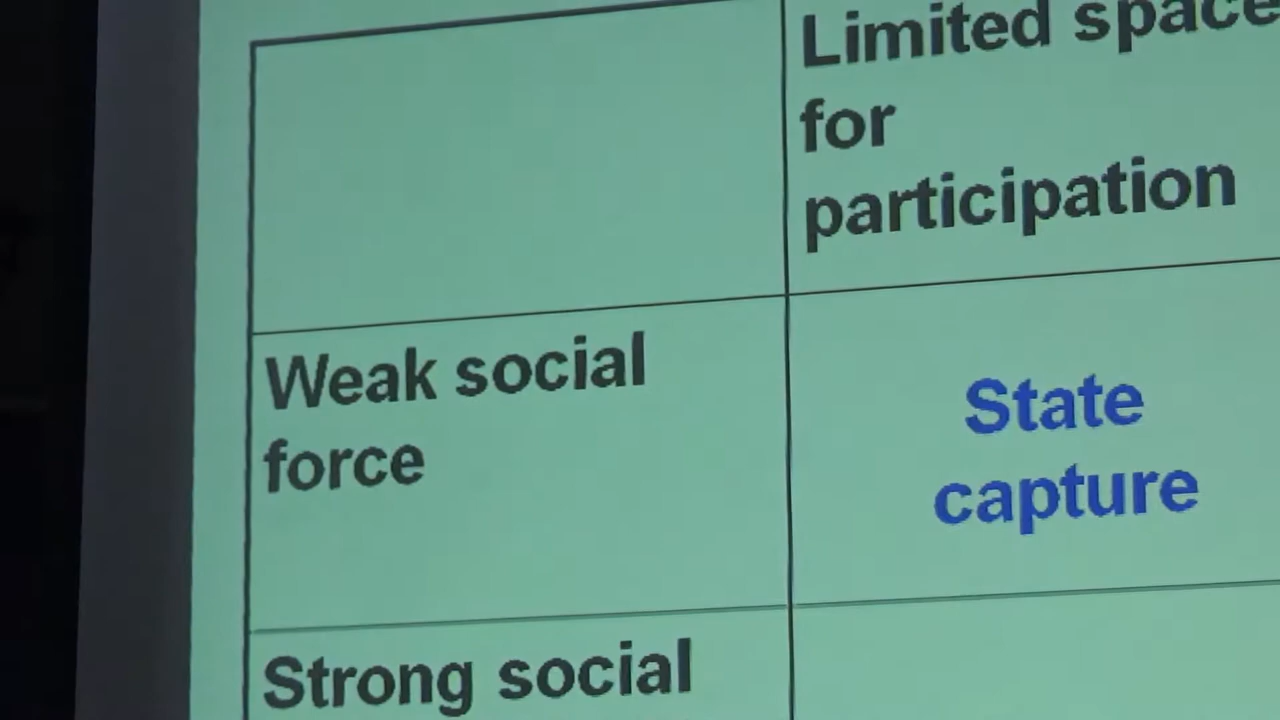 Limited space
for
participation
Weak social
force
State
capture
Strong social